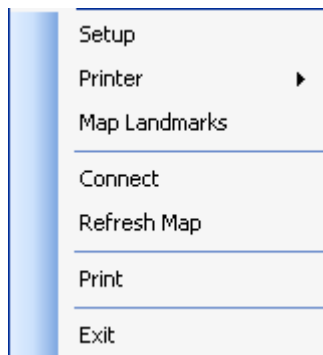 Setup
Printer
Map Landmarks
Connect
Refresh Map
Print
Exit